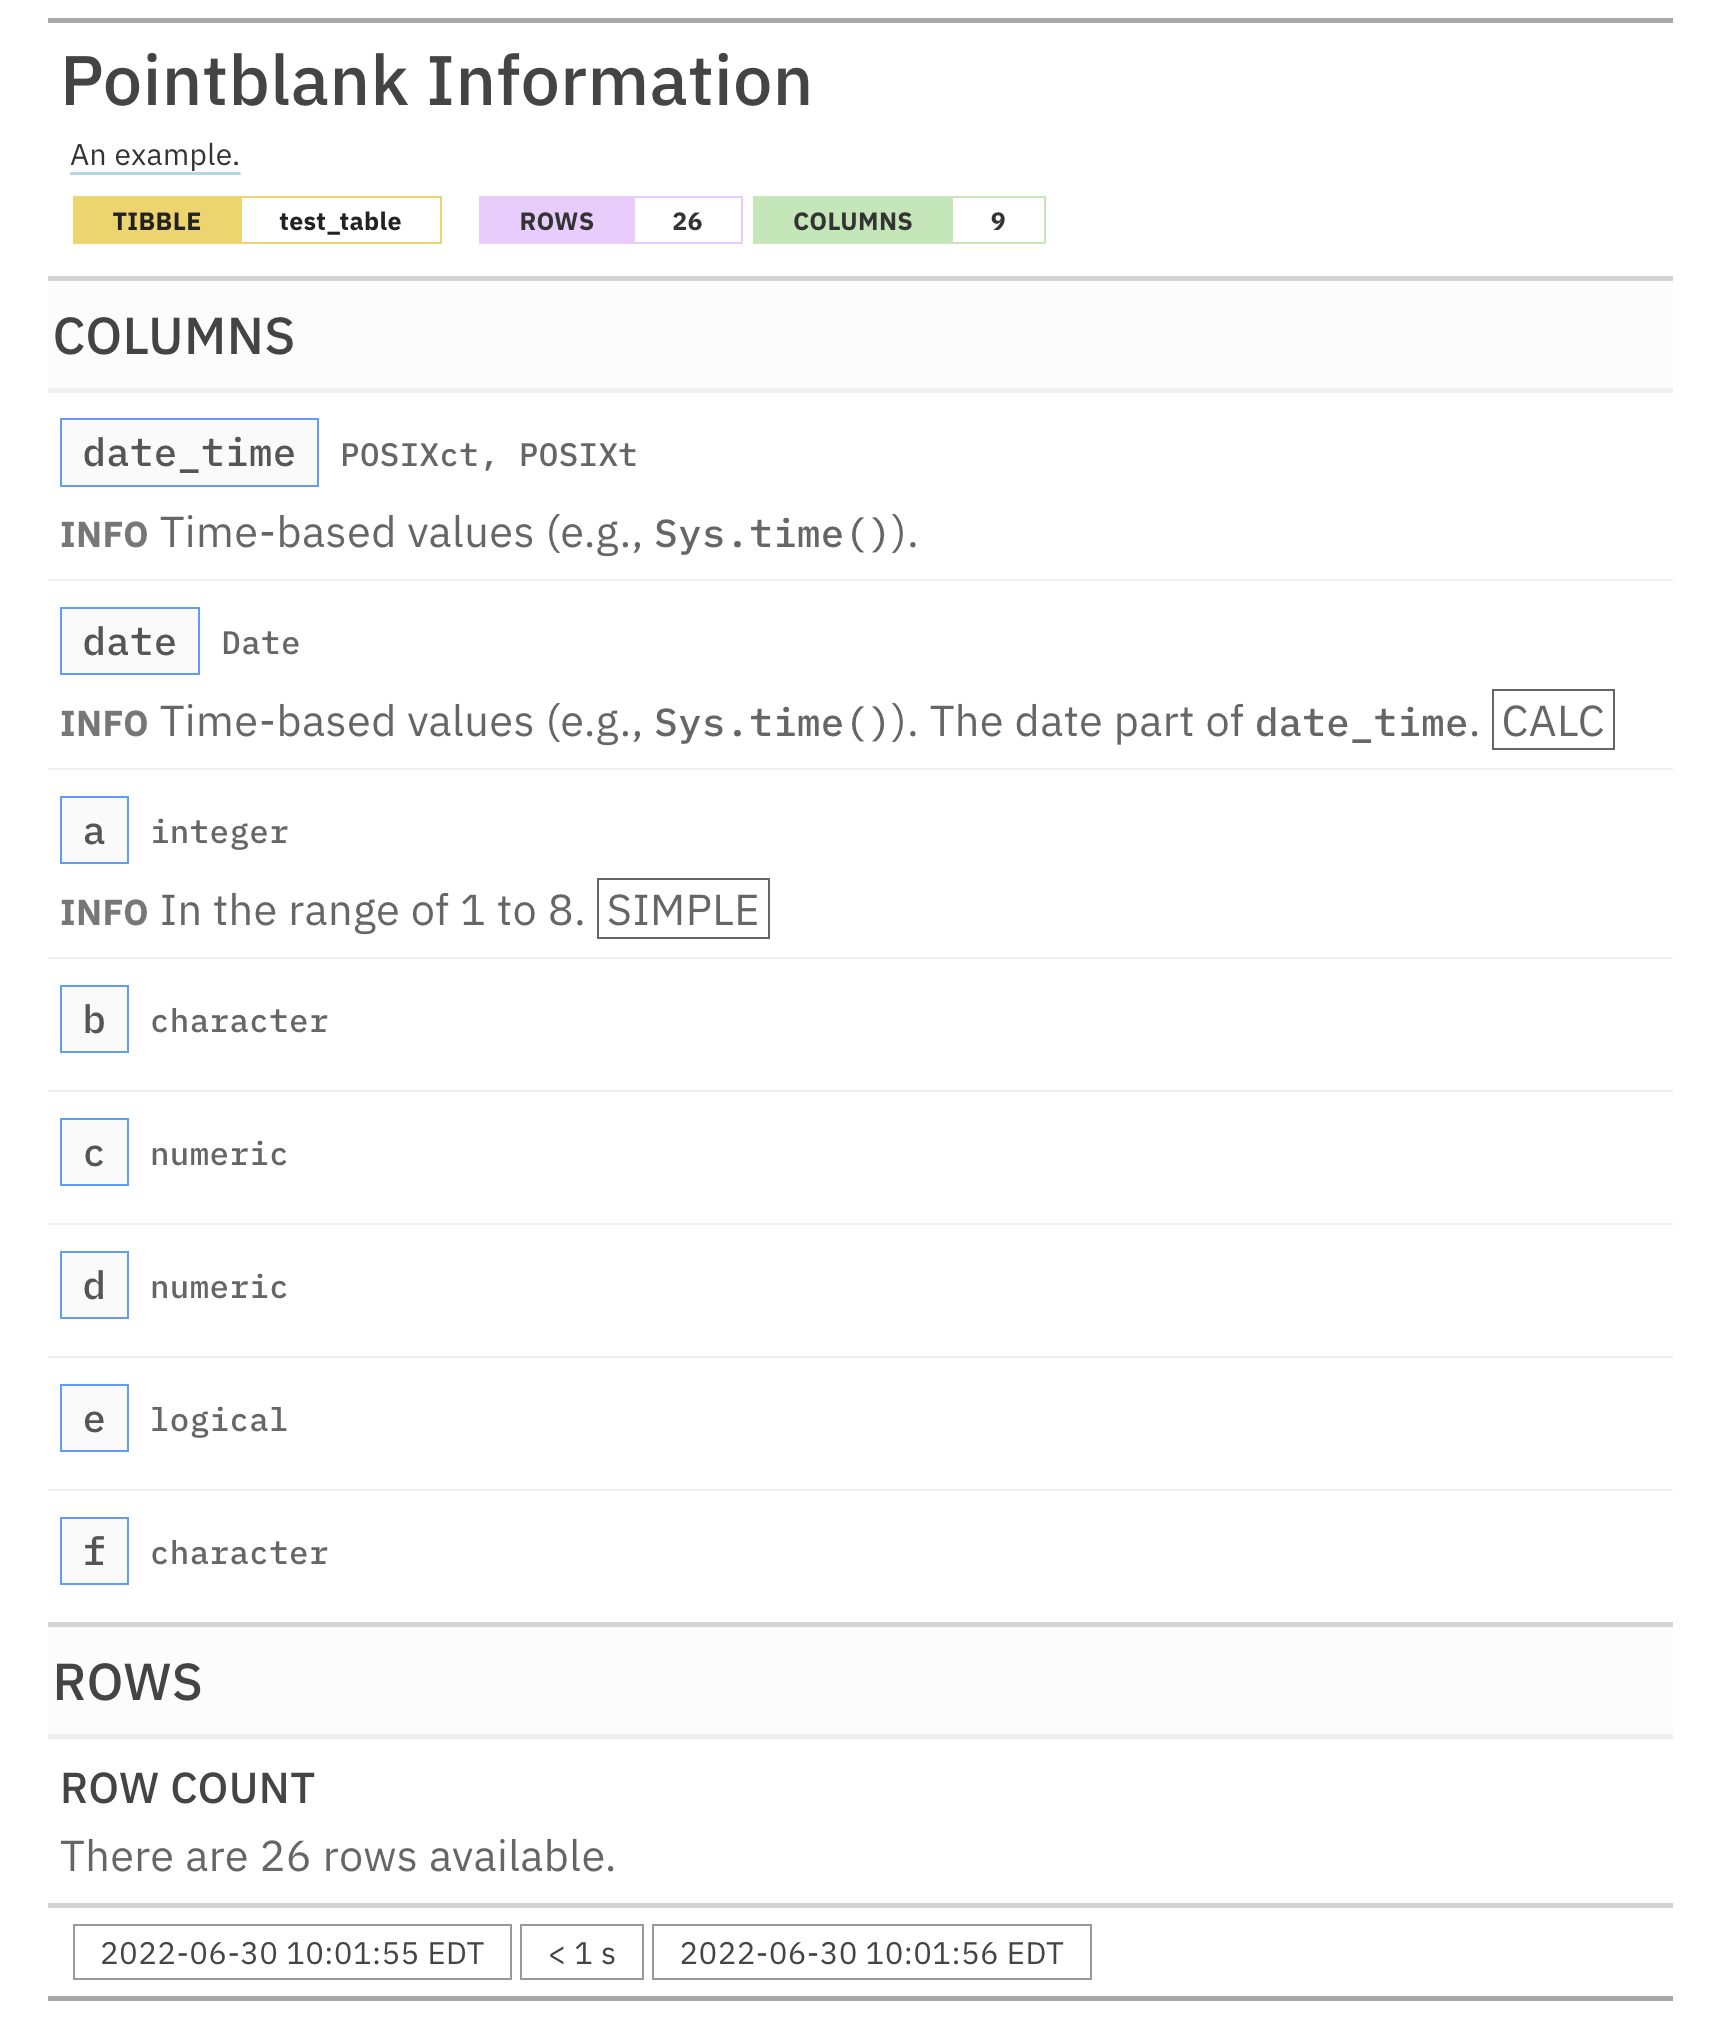 Pointblank Information
An example.
TIBBLE test_table ROWS 26 COLUMNS 9
COLUMNS
date_time POSIXct, POSIXt
INFO Time-based values (e.g., Sys.time()).
date Date
INFO Time-based values (e.g., Sys.time()). The date part of date_time. CALC
a integer
INFO In the range of 1 to 8. SIMPLE
b character
c numeric
d numeric
e logical
f character
ROWS
ROW COUNT
There are 26 rows available.
2022-06-30 10:01:55 EDT < 1 s 2022-06-30 10:01:56 EDT